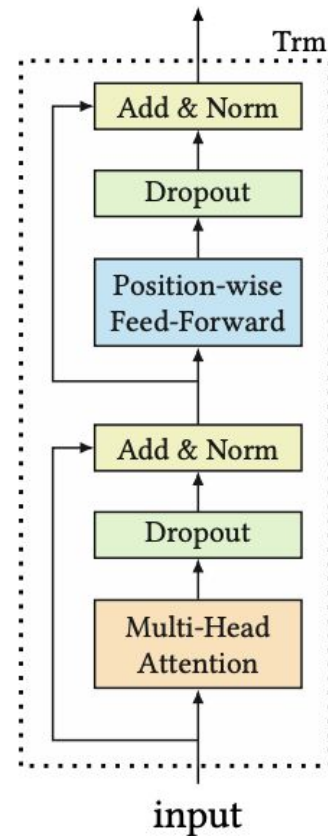 Trm
Add & Norm
Dropout
Position-wise
Feed-Forward
Add & Norm
Dropout
Multi-Head
Attention
input